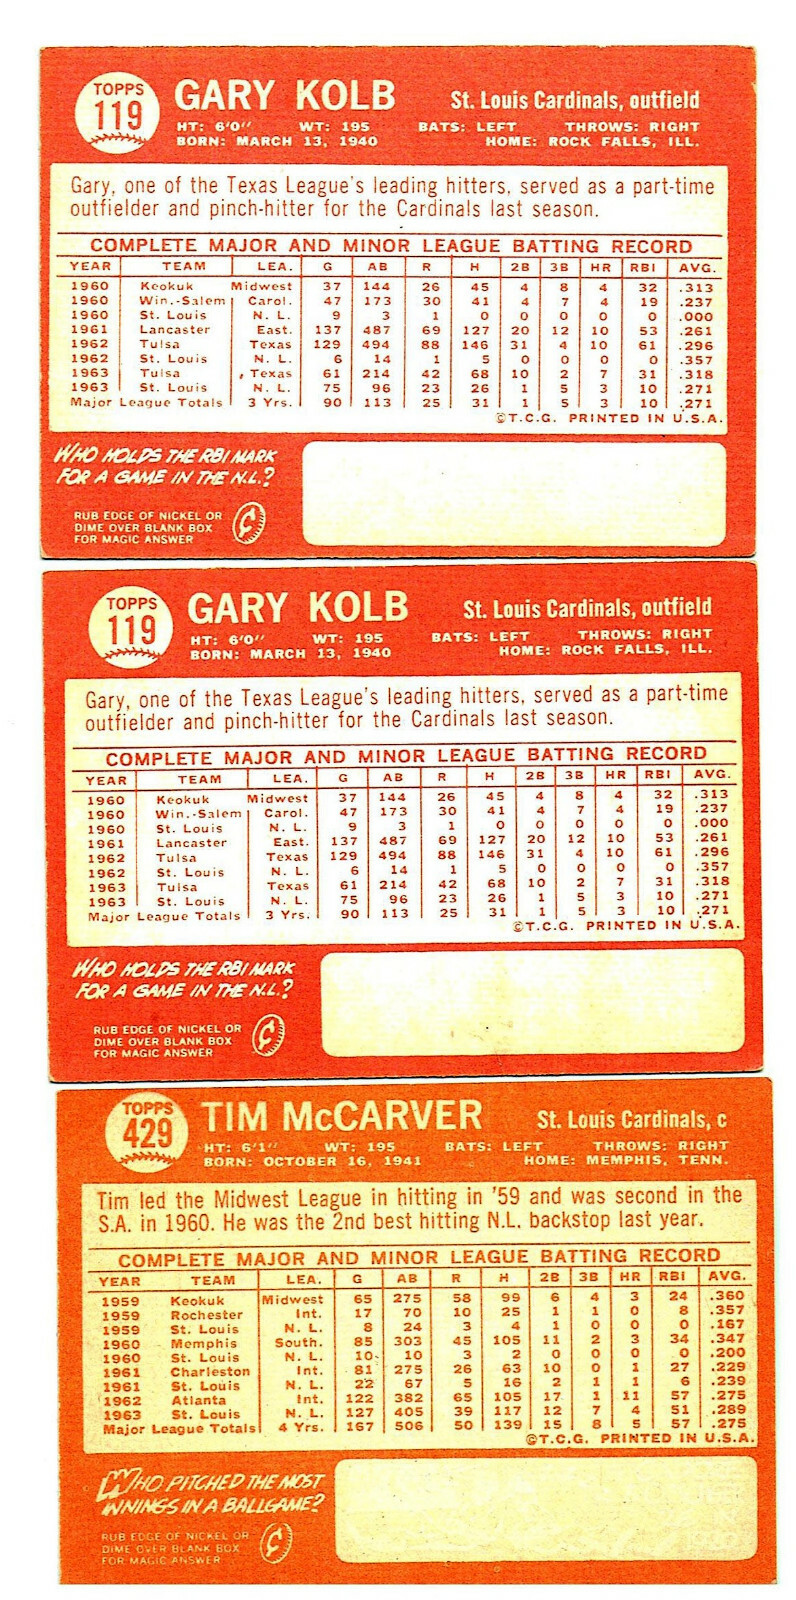 TOPPS
119
GARY KOLB St. Louis Cardinals, outfield
HT: 6'0" WT: 195 BATS: LEFT THROWS: RIGHT
BORN: MARCH 13, 1940 HOME: ROCK FALLS, ILL.
Gary, one of the Texas League's leading hitters, served as a part-time
outfielder and pinch-hitter for the Cardinals last season.
COMPLETE MAJOR AND MINOR LEAGUE BATTING RECORD
YEAR TEAM LEA. G AB R H 2B 3B HR RBI AVG.
1960 Keokuk Midwest 37 144 26 45 4 8 4 32 .313
1960 Win.-Salem Carol. 47 173 30 41 4 7 4 19 .237
1960 St. Louis N. L. 9 3 1 0 0 0 0 0 .000
1961 Lancaster East. 137 487 69 127 20 12 10 53 .261
1962 Tulsa Texas 129 494 88 146 31 4 10 61 .296
1962 St. Louis N. L. 6 14 1 5 0 0 0 0 .357
1963 Tulsa Texas 61 214 42 68 10 2 7 31 .318
1963 St. Louis N. L. 75 96 23 26 1 5 3 10 .271
Major League Totals 3 Yrs. 90 113 25 31 1 5 3 10 .271
©T.C.G. PRINTED IN U.S.A.
WHO HOLDS THE RBI MARK
FOR A GAME IN THE N.L.?
RUB EDGE OF NICKEL OR
DIME OVER BLANK BOX
FOR MAGIC ANSWER
¢
TOPPS
119
GARY KOLB St. Louis Cardinals, outfield
HT: 6'0" WT: 195 BATS: LEFT THROWS: RIGHT
BORN: MARCH 13, 1940 HOME: ROCK FALLS, ILL.
Gary, one of the Texas League's leading hitters, served as a part-time
outfielder and pinch-hitter for the Cardinals last season.
COMPLETE MAJOR AND MINOR LEAGUE BATTING RECORD
YEAR TEAM LEA. G AB R H 2B 3B HR RBI AVG.
1960 Keokuk Midwest 37 144 26 45 4 8 4 32 .313
1960 Win.-Salem Carol. 47 173 30 41 4 7 4 19 .237
1960 St. Louis N. L. 9 3 1 0 0 0 0 0 .000
1961 Lancaster East. 137 487 69 127 20 12 10 53 .261
1962 Tulsa Texas 129 494 88 146 31 4 10 61 .296
1962 St. Louis N. L. 6 14 1 5 0 0 0 0 .357
1963 Tulsa Texas 61 214 42 68 10 2 7 31 .318
1963 St. Louis N. L. 75 96 23 26 1 5 3 10 .271
Major League Totals 3 Yrs. 90 113 25 31 1 5 3 10 .271
©T.C.G. PRINTED IN U.S.A.
WHO HOLDS THE RBI MARK
FOR A GAME IN THE N.L.?
RUB EDGE OF NICKEL OR
DIME OVER BLANK BOX
FOR MAGIC ANSWER
¢
TOPPS
429
TIM McCARVER St. Louis Cardinals, c
HT: 6'1" WT: 195 BATS: LEFT THROWS: RIGHT
BORN: OCTOBER 16, 1941 HOME: MEMPHIS, TENN.
Tim led the Midwest League in hitting in '59 and was second in the
S.A. in 1960. He was the 2nd best hitting N.L. backstop last year.
COMPLETE MAJOR AND MINOR LEAGUE BATTING RECORD
YEAR TEAM LEA. G AB R H 2B 3B HR RBI AVG.
1959 Keokuk Midwest 65 275 58 99 6 4 3 24 .360
1959 Rochester Int. 17 70 10 25 1 1 0 8 .357
1959 St. Louis N. L. 8 24 3 4 1 0 0 0 .167
1960 Memphis South. 85 303 45 105 11 2 3 34 .347
1960 St. Louis N. L. 10 10 3 2 0 0 0 0 .200
1961 Charleston Int. 81 275 26 63 10 0 1 27 .229
1961 St. Louis N. L. 22 67 5 16 2 1 1 6 .239
1962 Atlanta Int. 122 382 65 105 17 1 11 57 .275
1963 St. Louis N. L. 127 405 39 117 12 7 4 51 .289
Major League Totals 4 Yrs. 167 506 50 139 15 8 5 57 .275
©T.C.G. PRINTED IN U.S.A.
WHO PITCHED THE MOST
INNINGS IN A BALLGAME?
RUB EDGE OF NICKEL OR
DIME OVER BLANK BOX
FOR MAGIC ANSWER
¢